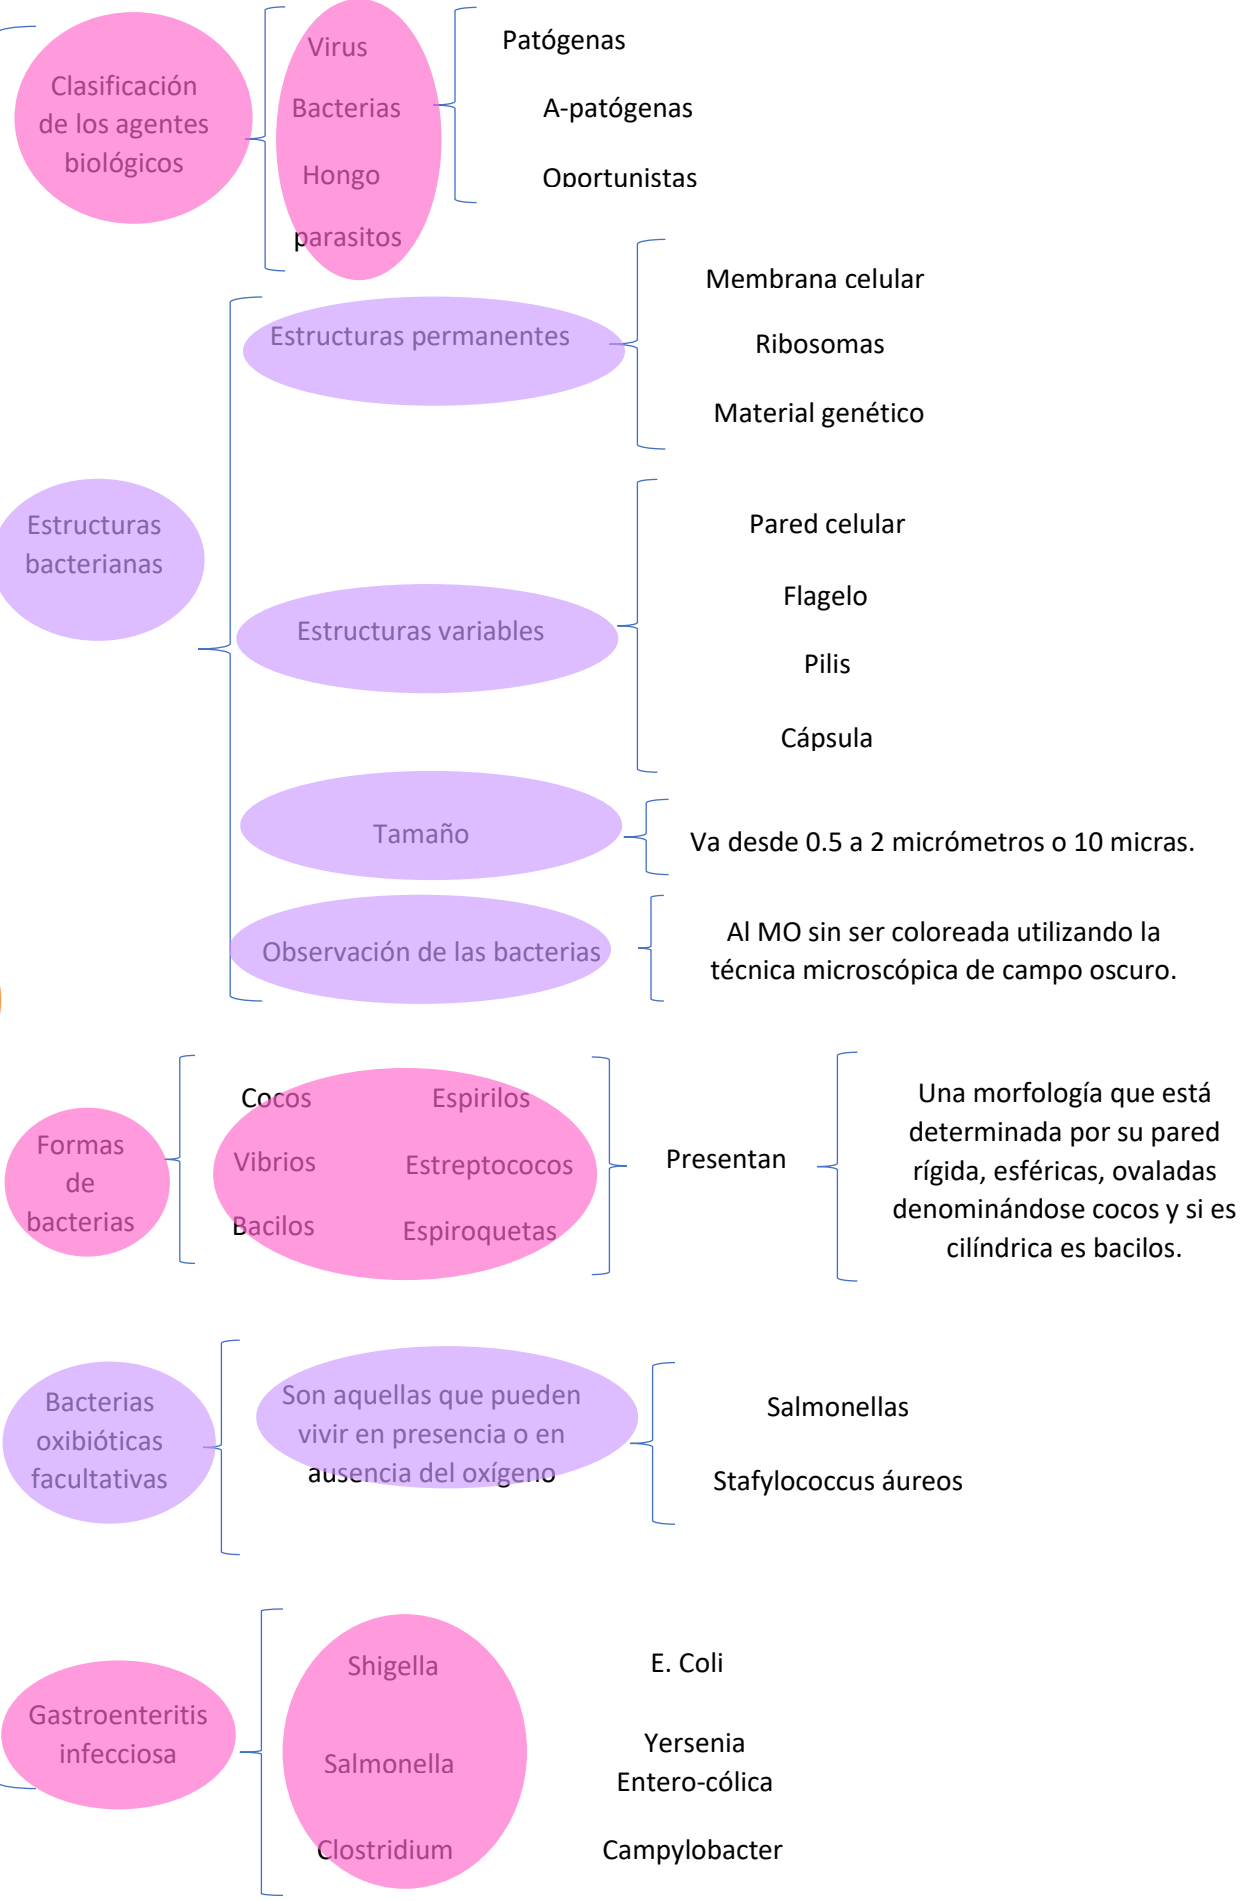 Clasificación
de los agentes
biológicos
Virus
Bacterias
Hongo
parasitos
Patógenas
A-patógenas
Oportunistas
Estructuras
bacterianas
Estructuras permanentes
Membrana celular
Ribosomas
Material genético
Estructuras variables
Pared celular
Flagelo
Pilis
Cápsula
Tamaño
Va desde 0.5 a 2 micrómetros o 10 micras.
Observación de las bacterias
Al MO sin ser coloreada utilizando la
técnica microscópica de campo oscuro.
Formas
de
bacterias
Cocos
Espirilos
Vibrios
Estreptococos
Bacilos
Espiroquetas
Presentan
Una morfología que está
determinada por su pared
rígida, esféricas, ovaladas
denominándose cocos y si es
cilíndrica es bacilos.
Bacterias
oxibióticas
facultativas
Son aquellas que pueden
vivir en presencia o en
ausencia del oxígeno
Salmonellas
Stafylococcus áureos
Gastroenteritis
infecciosa
Shigella
E. Coli
Salmonella
Yersenia
Entero-cólica
Clostridium
Campylobacter